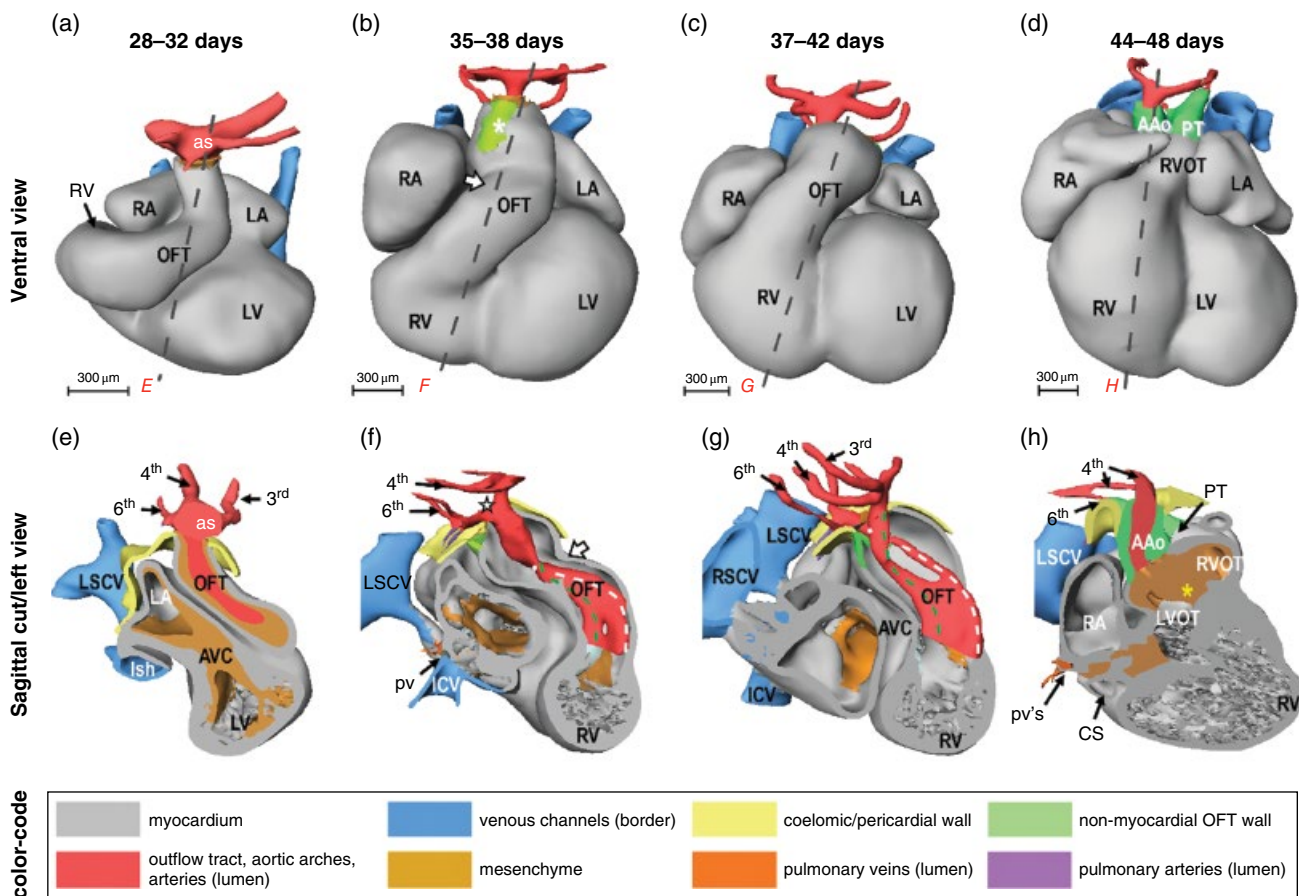 (a)
28–32 days
(b)
35–38 days
(c)
37–42 days
(d)
44–48 days
Ventral view
as
RV
RA
LA
OFT
LV
300 µm
E
*
RA
LA
OFT
RV
LV
300 µm
F
RA
OFT
LA
RV
LV
300 µm
G
AAo
PT
RA
RVOT
LA
RV
LV
300 µm
H
Sagittal cut/left view
(e)
4th
6th
3rd
as
LSCV
OFT
LA
AVC
Ish
LV
(f)
4th
6th
LSCV
OFT
pv
ICV
RV
(g)
3rd
4th
6th
LSCV
RSCV
OFT
AVC
ICV
RV
(h)
4th
PT
6th
AAo
LSCV
RVOT
*
RA
LVOT
pv's
CS
RV
color-code
myocardium
venous channels (border)
coelomic/pericardial wall
non-myocardial OFT wall
outflow tract, aortic arches,
arteries (lumen)
mesenchyme
pulmonary veins (lumen)
pulmonary arteries (lumen)